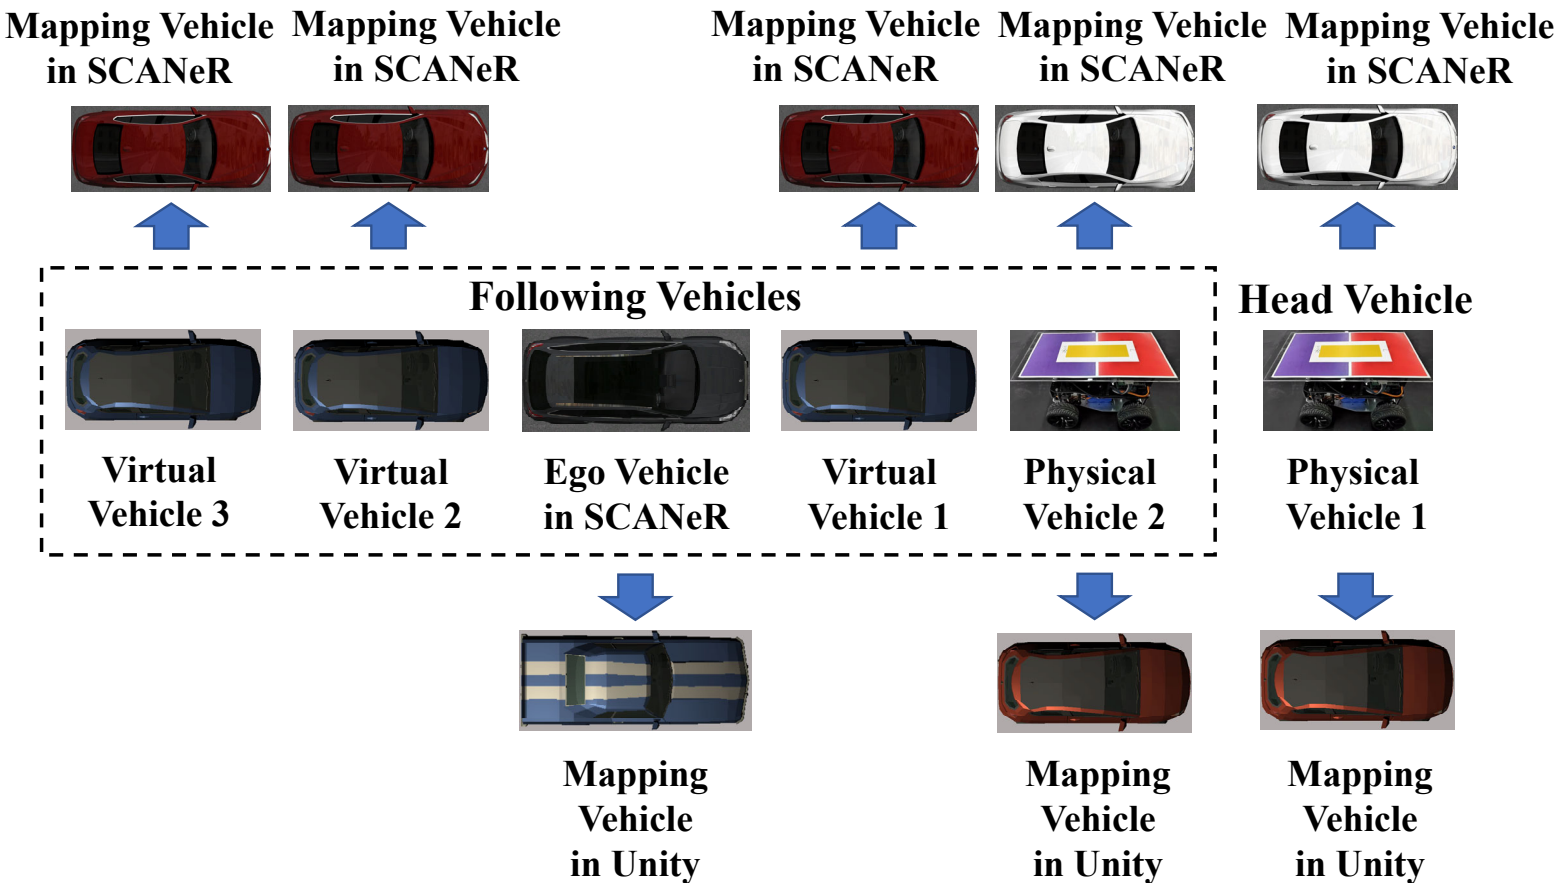 Mapping Vehicle
in SCANeR
Mapping Vehicle
in SCANeR
Mapping Vehicle
in SCANeR
Mapping Vehicle
in SCANeR
Mapping Vehicle
in SCANeR
Following Vehicles
Head Vehicle
Virtual
Vehicle 3
Virtual
Vehicle 2
Ego Vehicle
in SCANeR
Virtual
Vehicle 1
Physical
Vehicle 2
Physical
Vehicle 1
Mapping
Vehicle
in Unity
Mapping
Vehicle
in Unity
Mapping
Vehicle
in Unity